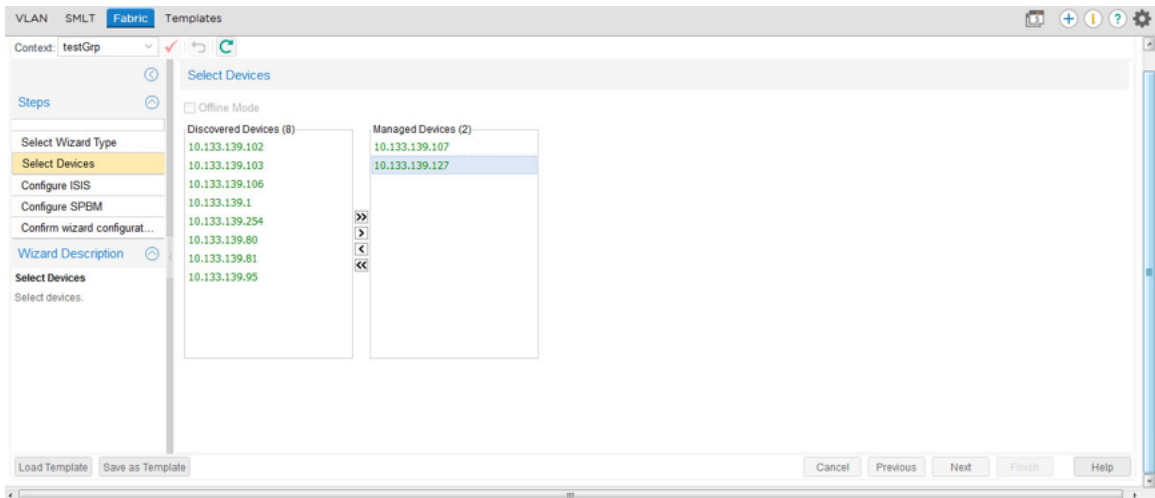 VLAN SMLT Fabric Templates
5 + i ?
Context: testGrp
Select Devices
Steps
Offline Mode
Discovered Devices (8) Managed Devices (2)
Select Wizard Type
10.133.139.102 10.133.139.107
Select Devices
10.133.139.103 10.133.139.127
Configure ISIS
10.133.139.106
Configure SPBM
10.133.139.1
Confirm wizard configurat...
10.133.139.254
>>
>
<
<<
10.133.139.80
Wizard Description
10.133.139.81
Select Devices
10.133.139.95
Select devices.
Load Template Save as Template Cancel Previous Next Finish Help